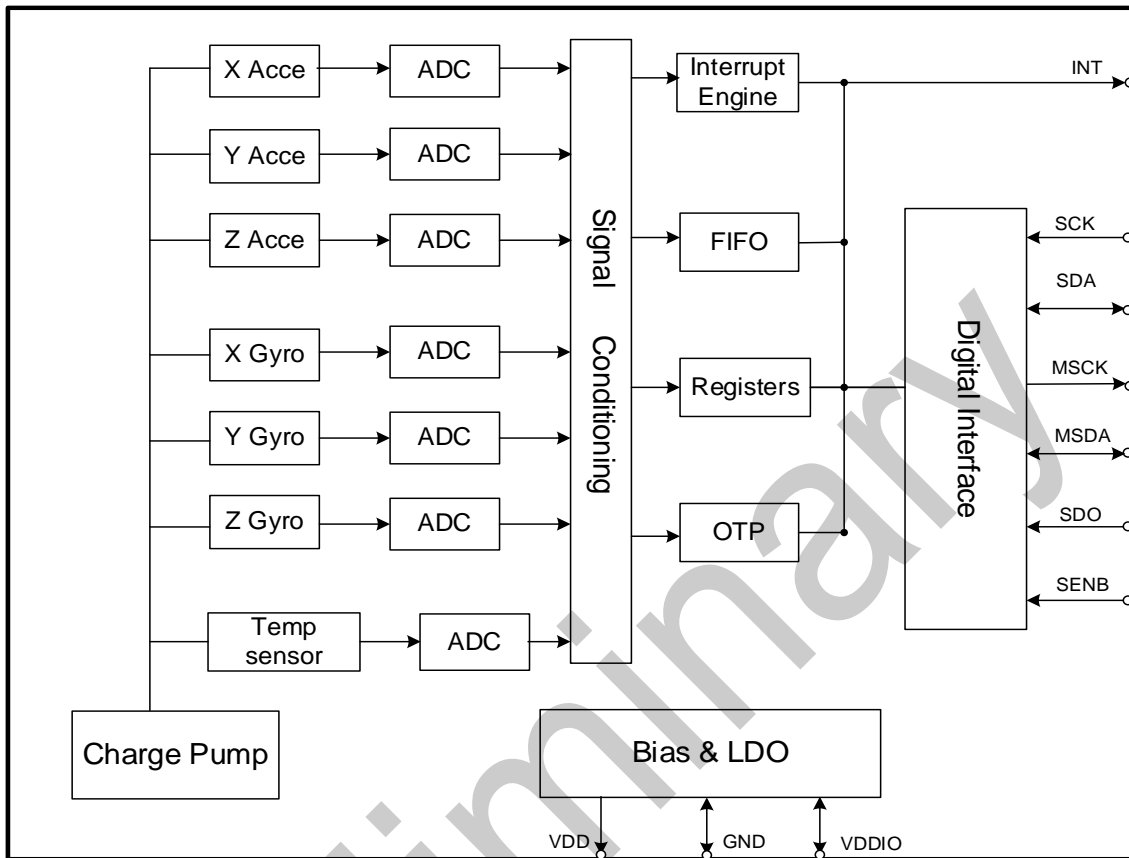 X Acce
ADC
Interrupt
Engine
INT
Y Acce
ADC
Z Acce
ADC
FIFO
SCK
SDA
X Gyro
ADC
Registers
MSCK
Y Gyro
ADC
MSDA
Z Gyro
ADC
OTP
SDO
SENB
Signal Conditioning
Digital Interface
Temp
sensor
ADC
Charge Pump
Bias & LDO
VDD
GND
VDDIO
liminary